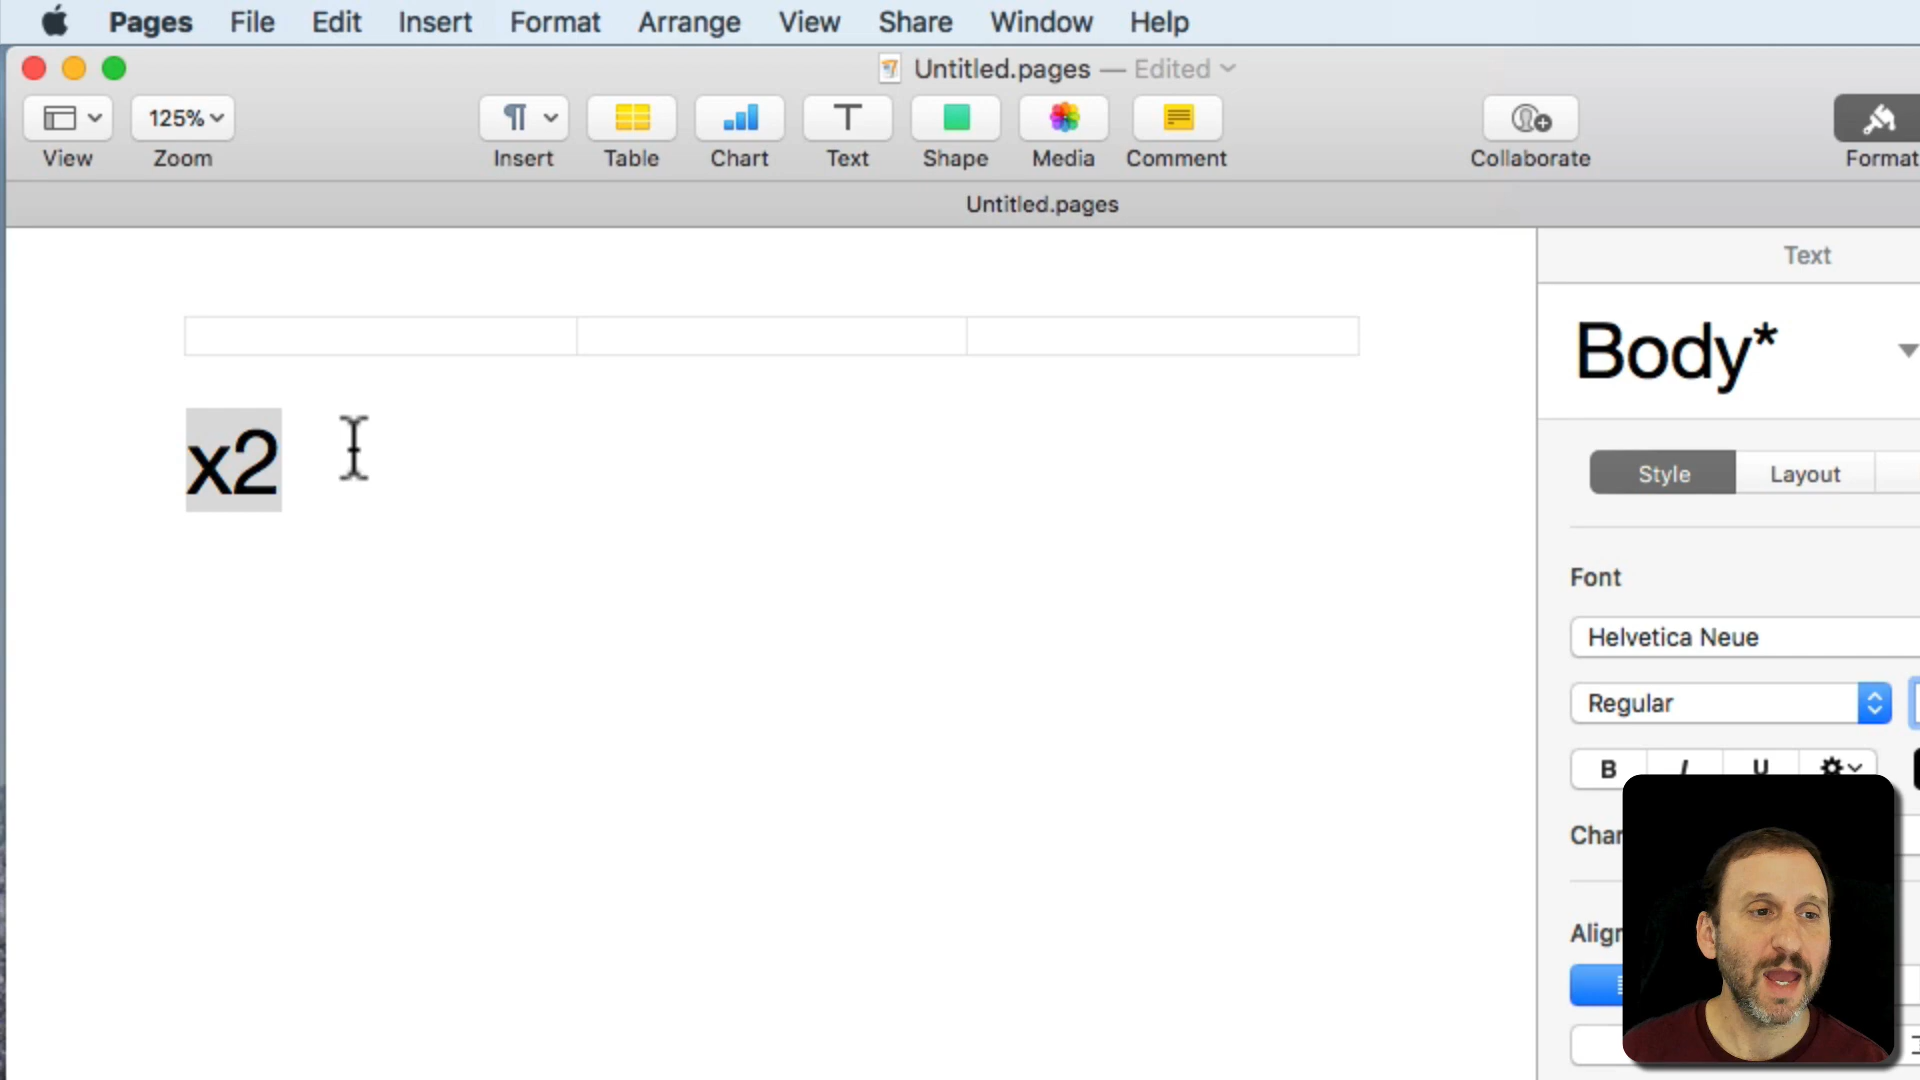 Pages File Edit Insert Format Arrange View Share Window Help
Untitled.pages — Edited
125%
View Zoom Insert Table Chart Text Shape Media Comment Collaborate Format
Untitled.pages
Text
Body*
x2
Style Layout
Font
Helvetica Neue
Regular
B I U